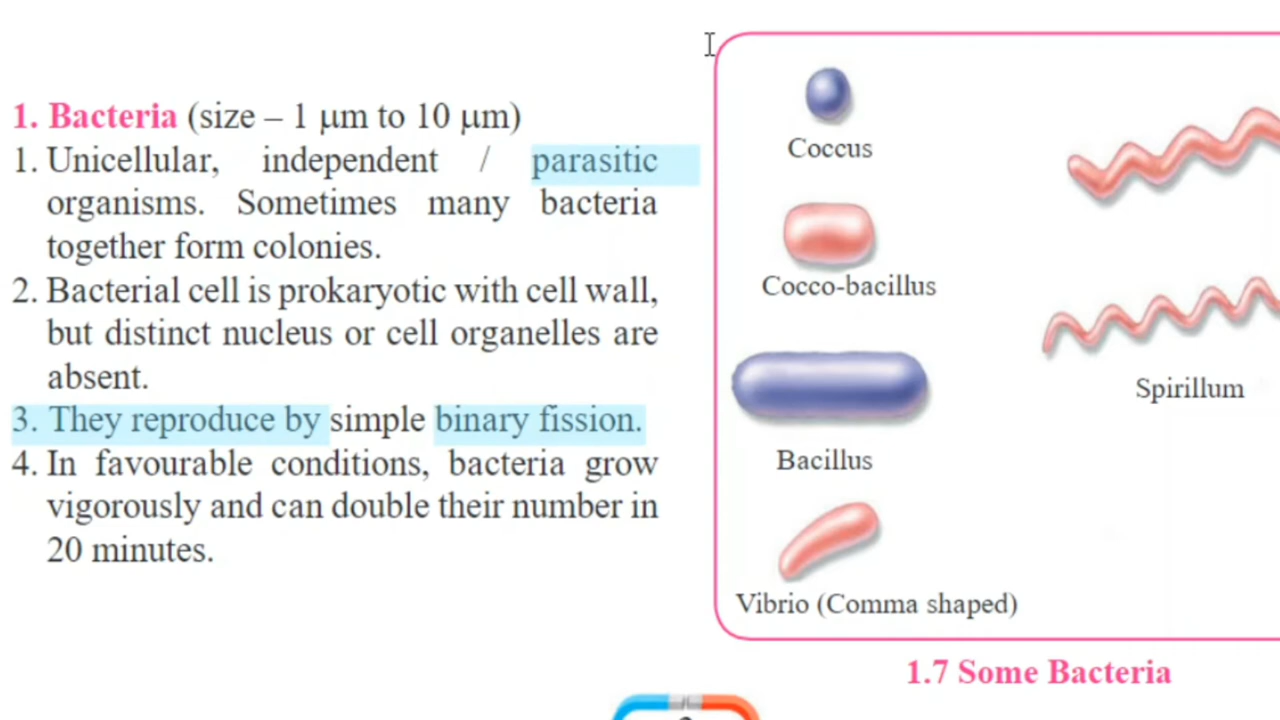 1. Bacteria (size – 1 μm to 10 μm)
1. Unicellular, independent / parasitic
organisms. Sometimes many bacteria
together form colonies.
2. Bacterial cell is prokaryotic with cell wall,
but distinct nucleus or cell organelles are
absent.
3. They reproduce by simple binary fission.
4. In favourable conditions, bacteria grow
vigorously and can double their number in
20 minutes.
Coccus
Cocco-bacillus
Bacillus
Vibrio (Comma shaped)
Spirillum
1.7 Some Bacteria